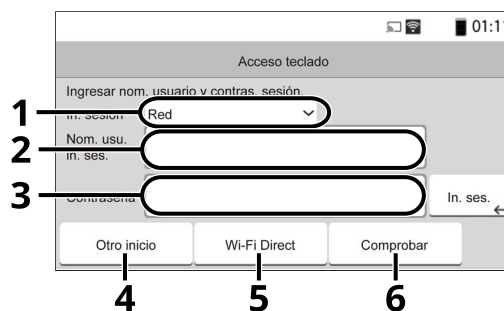 01:11
Acceso teclado
Ingresar nom. usuario y contras. sesión.
1
In. sesión
Red
2
Nom. usu.
in. ses.
3
Contraseña
In. ses.
Otro inicio
Wi-Fi Direct
Comprobar
4
5
6